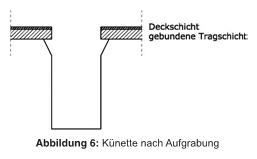 Deckschicht
gebundene Tragschicht
Abbildung 6: Künette nach Aufgrabung